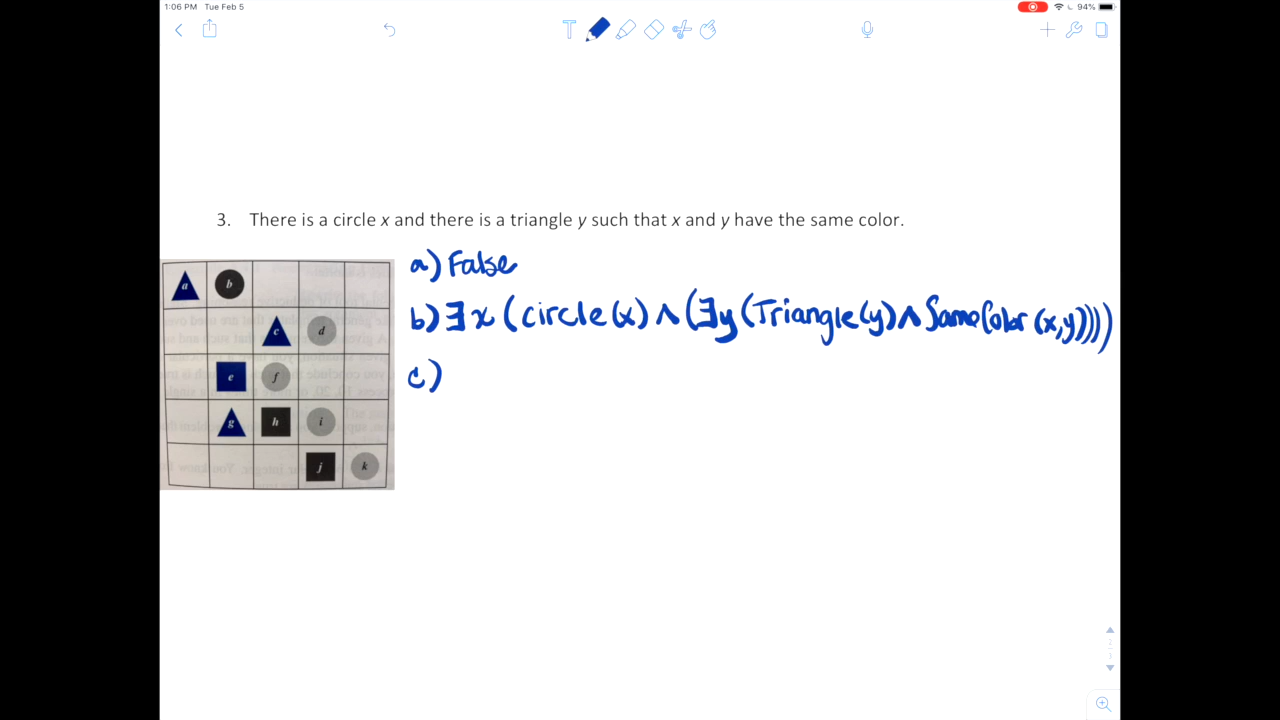 1:06 PM Tue Feb 5
94%
T
3. There is a circle x and there is a triangle y such that x and y have the same color.
a) False
b) ∃x (circle(x) ∧ (∃y (Triangle(y) ∧ SameColor (x,y))))
c)
a b
c d
e f
g h i
j k